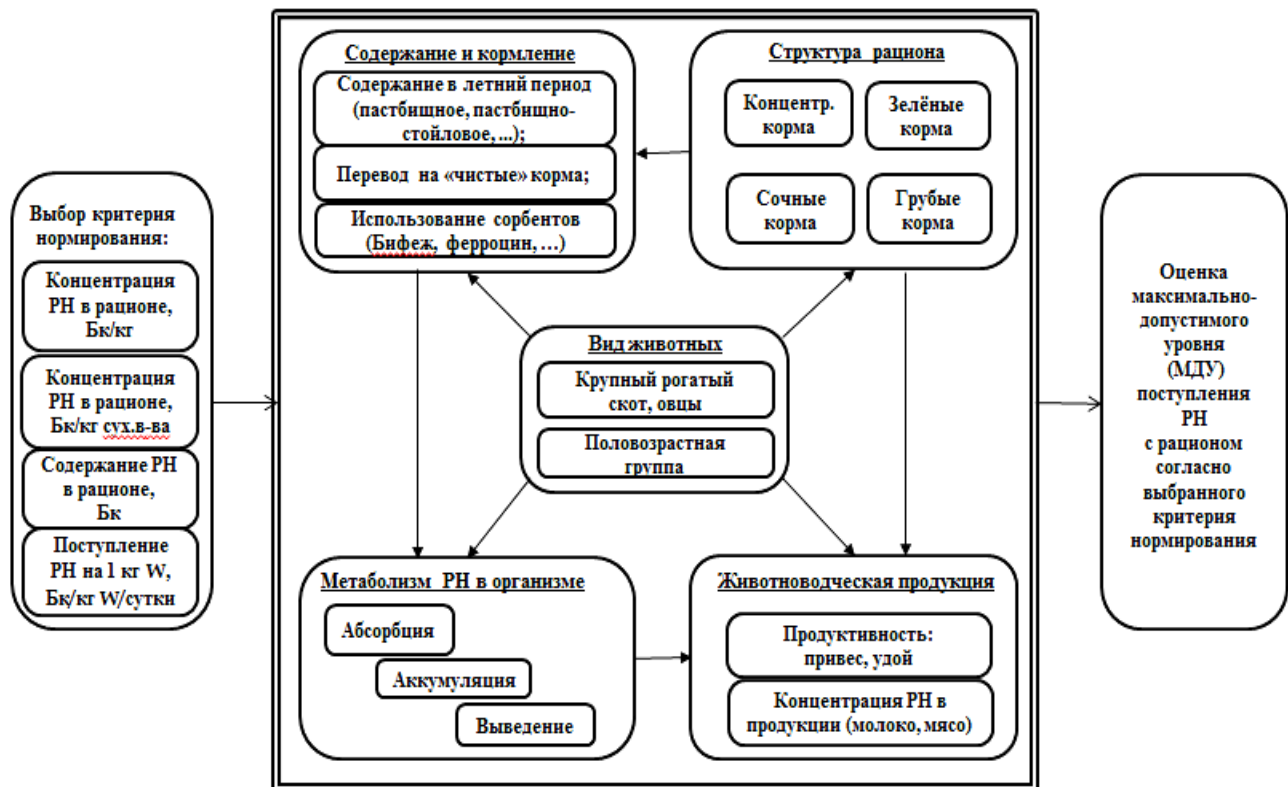 Выбор критерия
нормирования:
Концентрация
РН в рационе,
Бк/кг
Концентрация
РН в рационе,
Бк/кг сух.в-ва
Содержание РН
в рационе,
Бк
Поступление
РН на 1 кг W,
Бк/кг W/сутки
Содержание и кормление
Содержание в летний период
(пастбищное, пастбищно-
стойловое, ...);
Перевод на «чистые» корма;
Использование сорбентов
(Бифеж, ферроцин, …)
Структура рациона
Концентр.
корма
Зелёные
корма
Сочные
корма
Грубые
корма
Вид животных
Крупный рогатый
скот, овцы
Половозрастная
группа
Метаболизм РН в организме
Абсорбция
Аккумуляция
Выведение
Животноводческая продукция
Продуктивность:
привес, удой
Концентрация РН в
продукции (молоко, мясо)
Оценка
максимально-
допустимого
уровня
(МДУ)
поступления
РН
с рационом
согласно
выбранного
критерия
нормирования